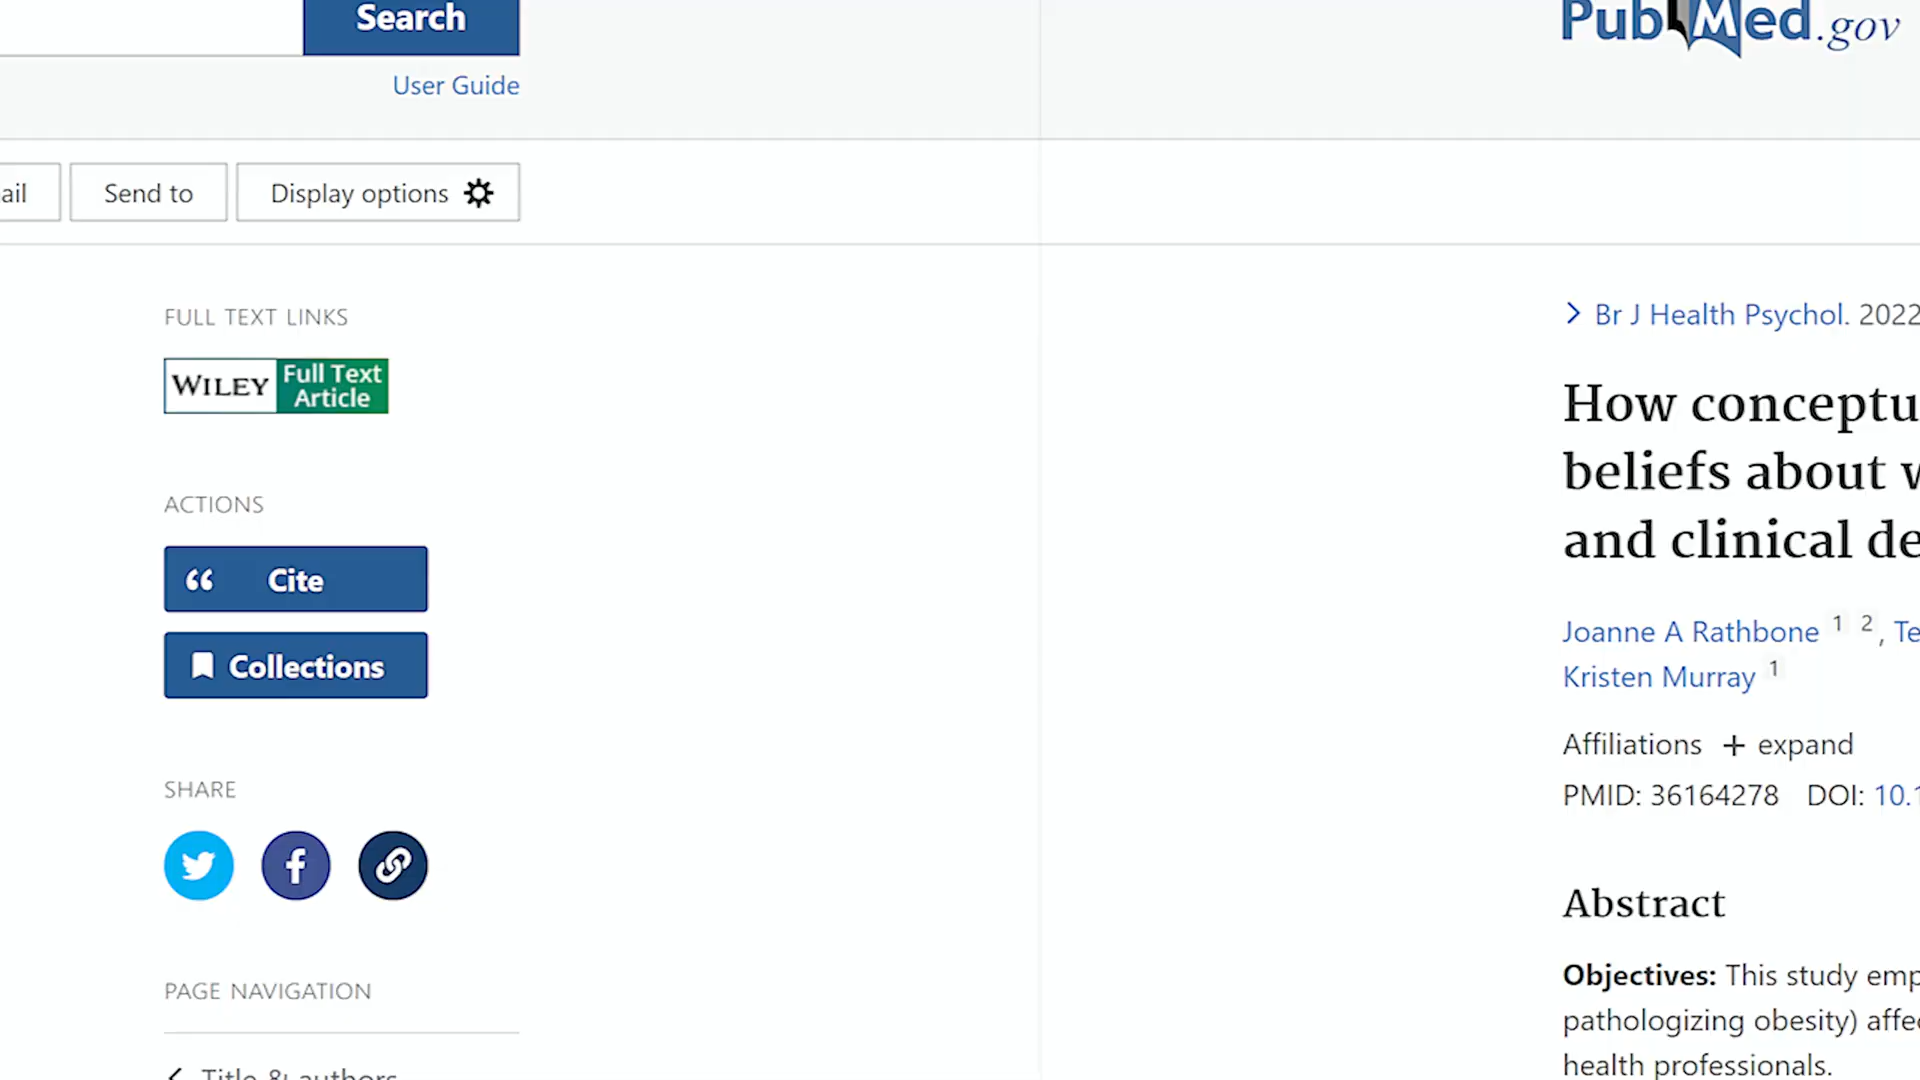 Search
PubMed.gov
User Guide
ail
Send to
Display options
FULL TEXT LINKS
WILEY Full Text
Article
ACTIONS
Cite
Collections
SHARE
PAGE NAVIGATION
Title & authors
Br J Health Psychol. 2022
How conceptu
beliefs about w
and clinical de
Joanne A Rathbone 1 2, Te
Kristen Murray 1
Affiliations + expand
PMID: 36164278 DOI: 10.1
Abstract
Objectives: This study emp
pathologizing obesity) affe
health professionals.